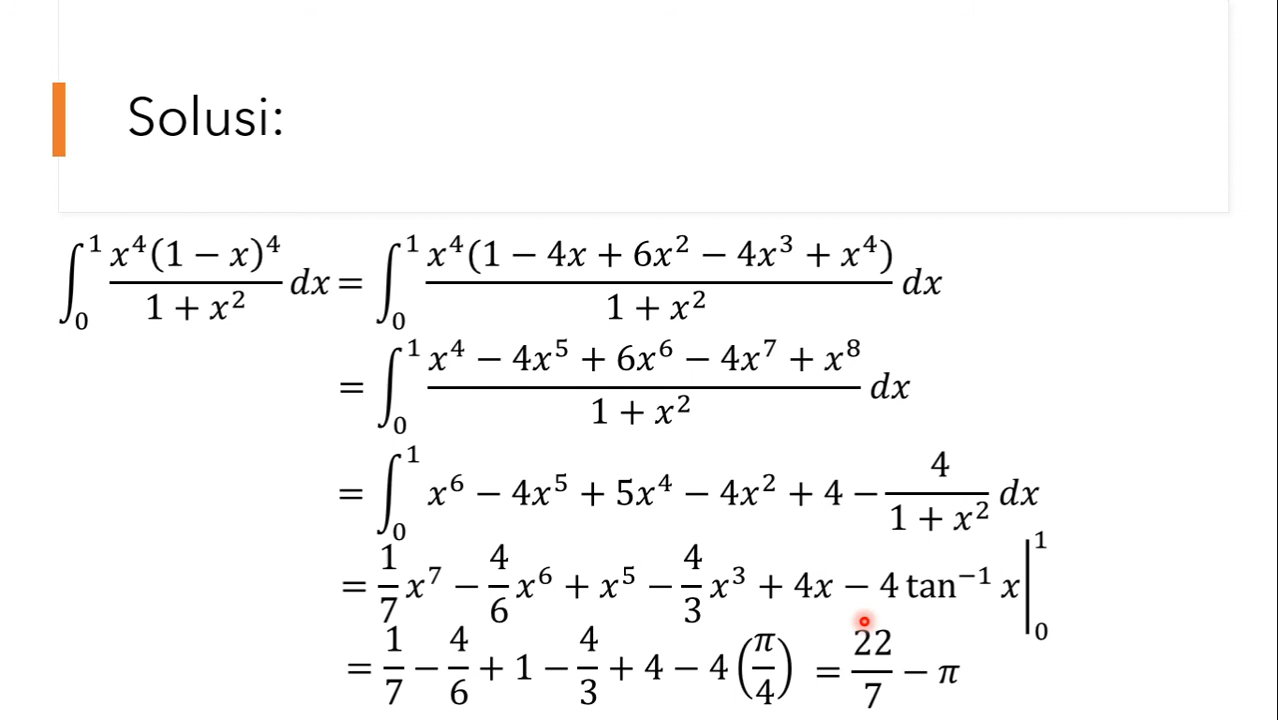 Solusi:
∫₀¹ x⁴(1 − x)⁴ / (1 + x²) dx = ∫₀¹ x⁴(1 − 4x + 6x² − 4x³ + x⁴) / (1 + x²) dx
= ∫₀¹ (x⁴ − 4x⁵ + 6x⁶ − 4x⁷ + x⁸) / (1 + x²) dx
= ∫₀¹ x⁶ − 4x⁵ + 5x⁴ − 4x² + 4 − 4/(1 + x²) dx
= 1/7 x⁷ − 4/6 x⁶ + x⁵ − 4/3 x³ + 4x − 4 tan⁻¹ x |₀¹
= 1/7 − 4/6 + 1 − 4/3 + 4 − 4(π/4) = 22/7 − π